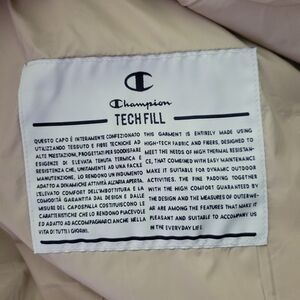 Champion
TECH FILL
QUESTO CAPO È INTERAMENTE CONFEZIONATO
UTILIZZANDO TESSUTO E FIBRE TECNICHE AD
ALTE PRESTAZIONI, PROGETTATI PER SODDISFARE
ESIGENZE DI ELEVATA TENUTA TERMICA E
RESISTENZA CHE, UNITAMENTE AD UNA FACILE
MANUTENZIONE, LO RENDONO UN INDUMENTO
ADATTO A DINAMICHE ATTIVITÀ ALL'ARIA APERTA.
L'ELEVATO COMFORT DELL'IMBOTTITURA E LA
COMODITÀ GARANTITA DAL DESIGN E DALLE
MISURE DEL CAPOSPALLA COSTITUISCONO LE
CARATTERISTICHE CHE LO RENDONO PIACEVOLE
ED ADATTO AD ACCOMPAGNARCI ANCHE NELLA
VITA DI TUTTI I GIORNI.
THIS GARMENT IS ENTIRELY MADE USING
HIGH-TECH FABRIC AND FIBERS, DESIGNED TO
MEET THE NEEDS OF HIGH THERMAL RESISTAN-
CE, THAT COMBINED WITH EASY MAINTENANCE
MAKE IT SUITABLE FOR DYNAMIC OUTDOOR
ACTIVITIES. THE FINE PADDING TOGETHER
WITH THE HIGH COMFORT GUARANTEED BY
THE DESIGN AND THE MEASURES OF OUTERWE-
AR ARE AMONG THE FEATURES THAT MAKE IT
PLEASANT AND SUITABLE TO ACCOMPANY US
IN THE EVERYDAY LIFE.